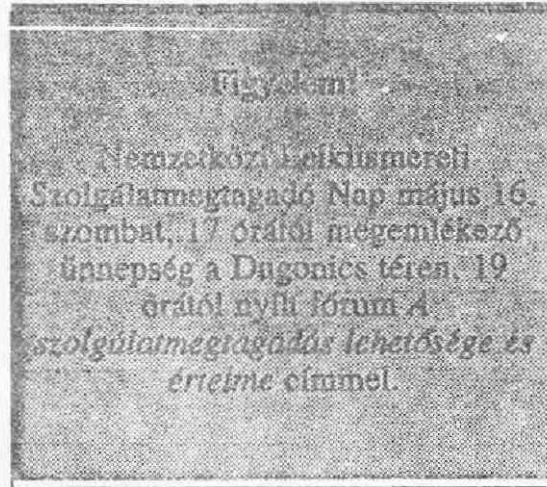 Figyelem!
Nemzetközi Lelkiismereti
Szolgálatmegtagadó Nap május 16.
szombat, 17 órától megemlékező
ünnepség a Dugonics téren, 19
órától nyílt fórum A
szolgálatmegtagadás lehetősége és
értelme címmel.